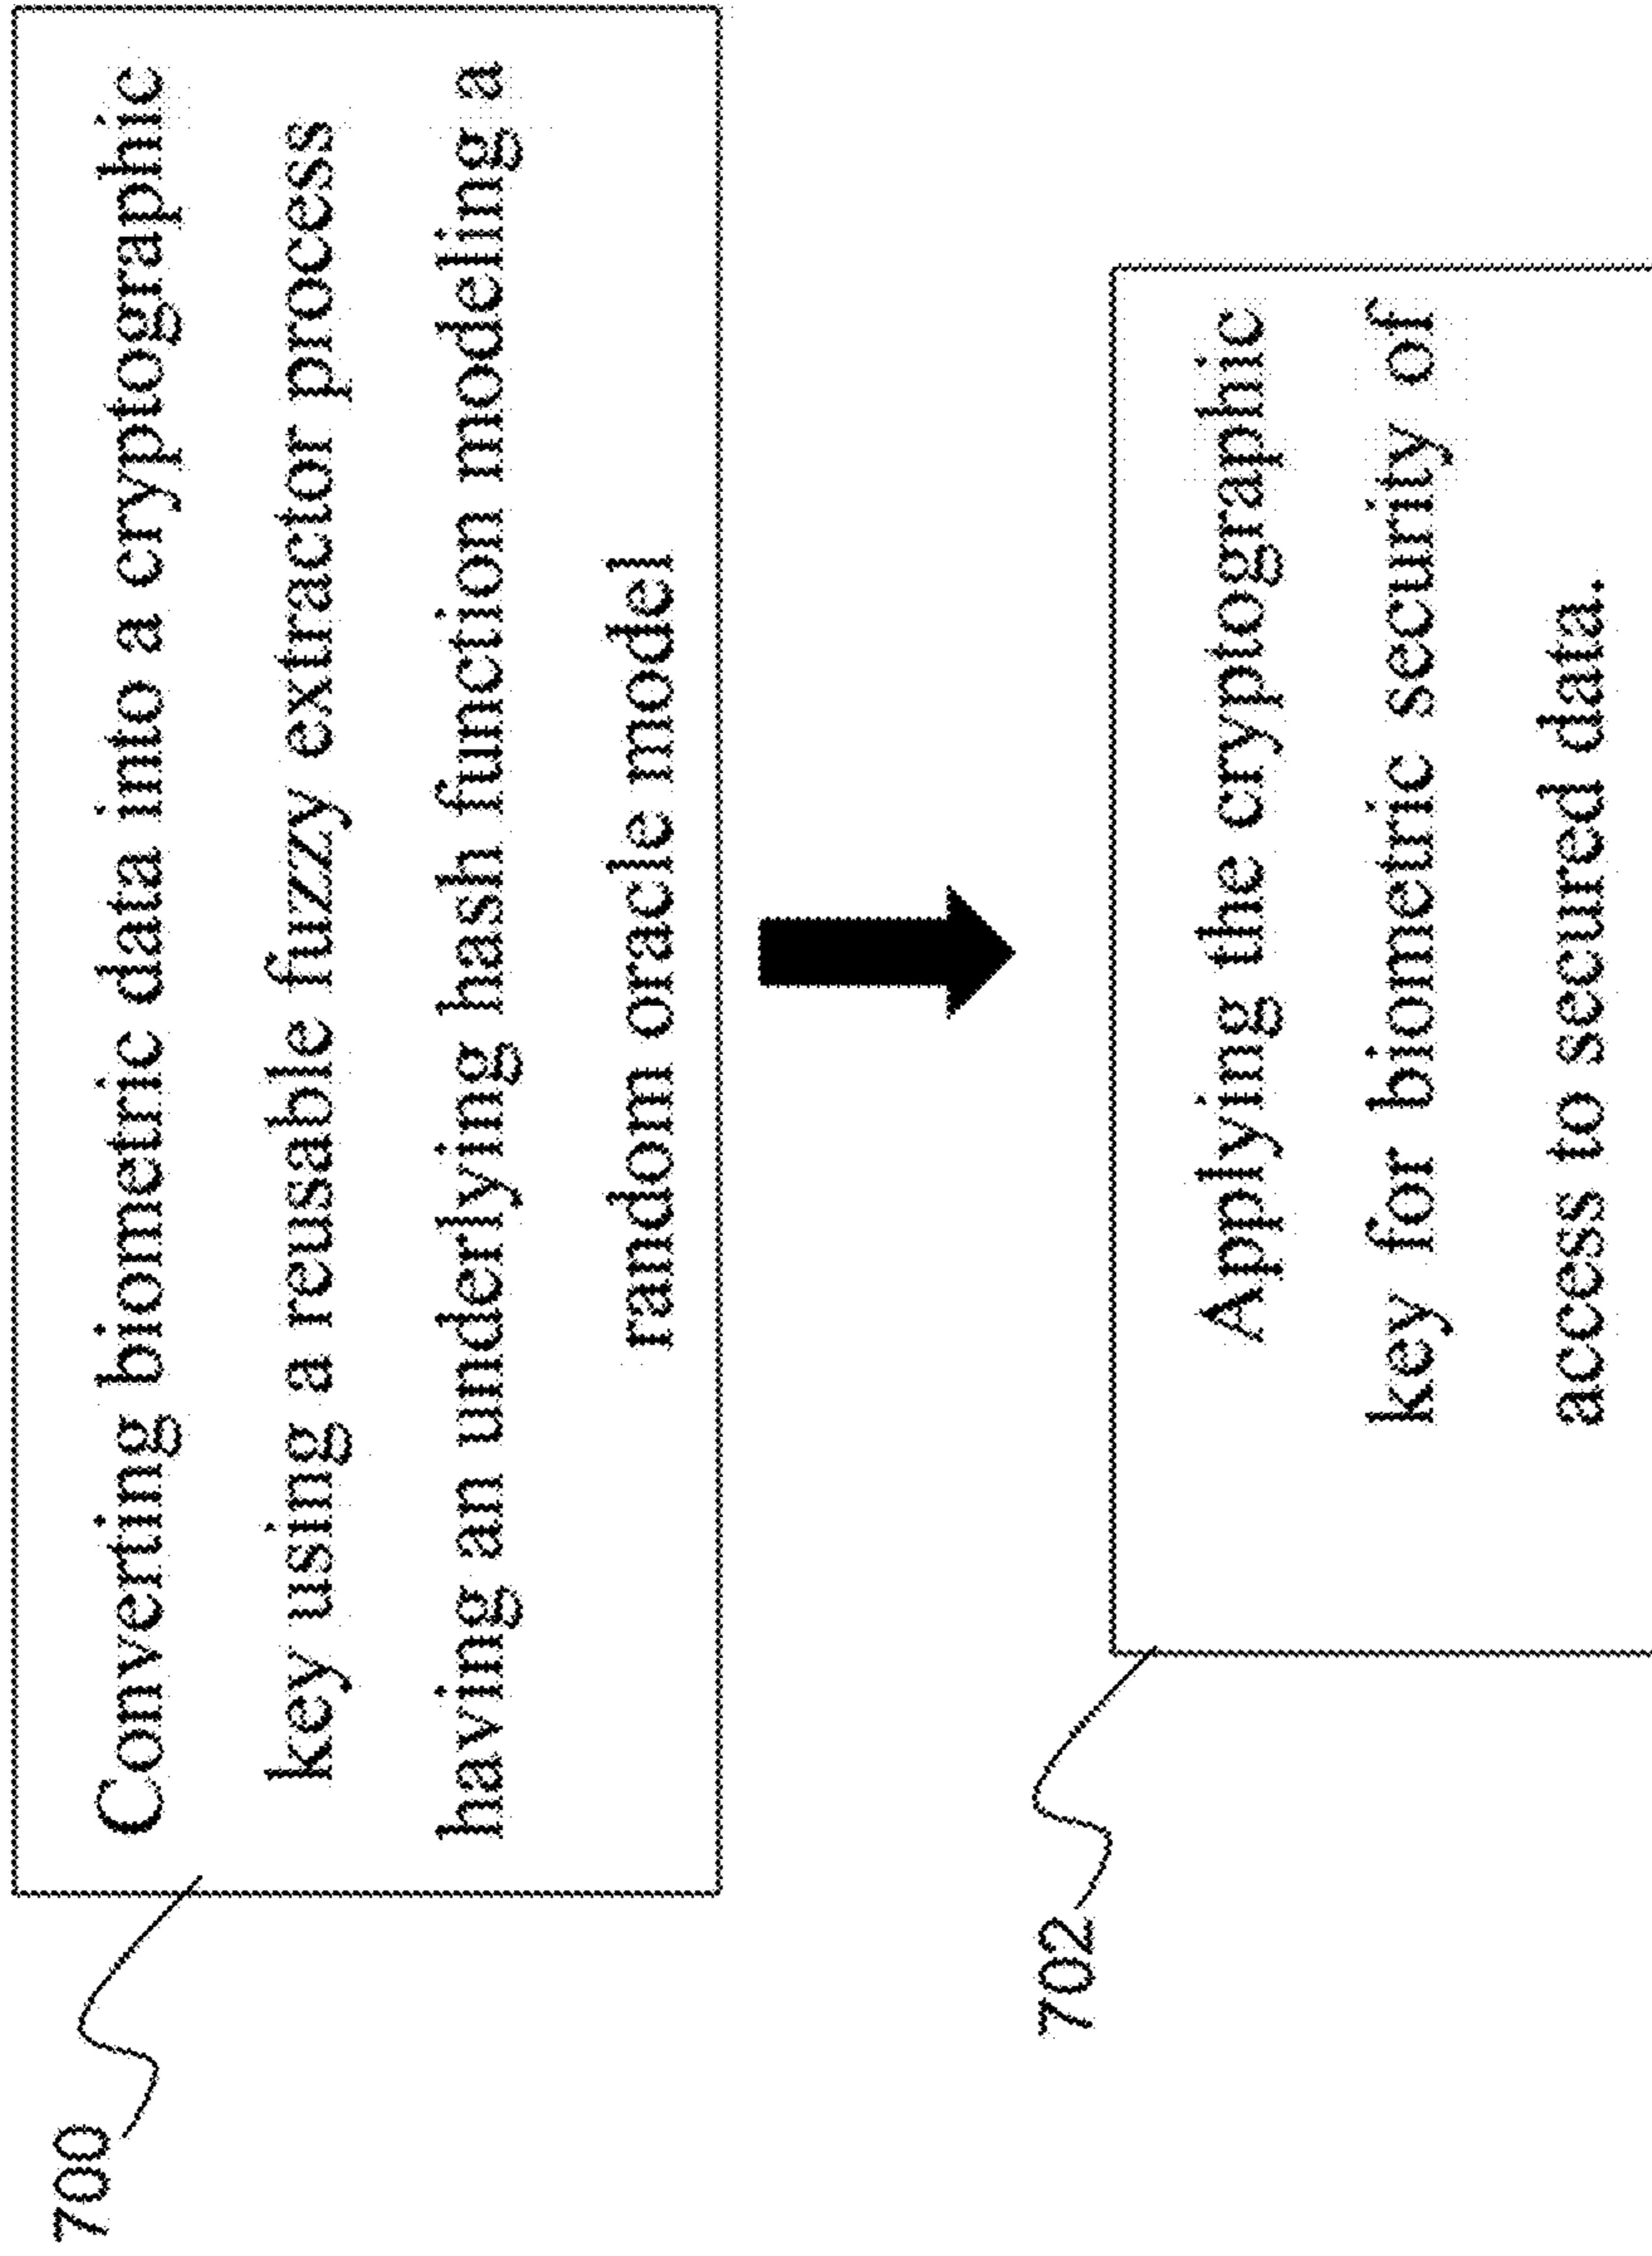 Converting biometric data into a cryptographic
key using a reusable fuzzy extractor process
having an underlying hash function modeling a
random oracle model
700
Applying the cryptographic
key for biometric security of
access to secured data.
702